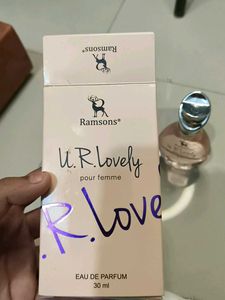 Ramsons®
Ramsons®
U.R.Lovely
pour femme
.R.Love
EAU DE PARFUM
30 ml